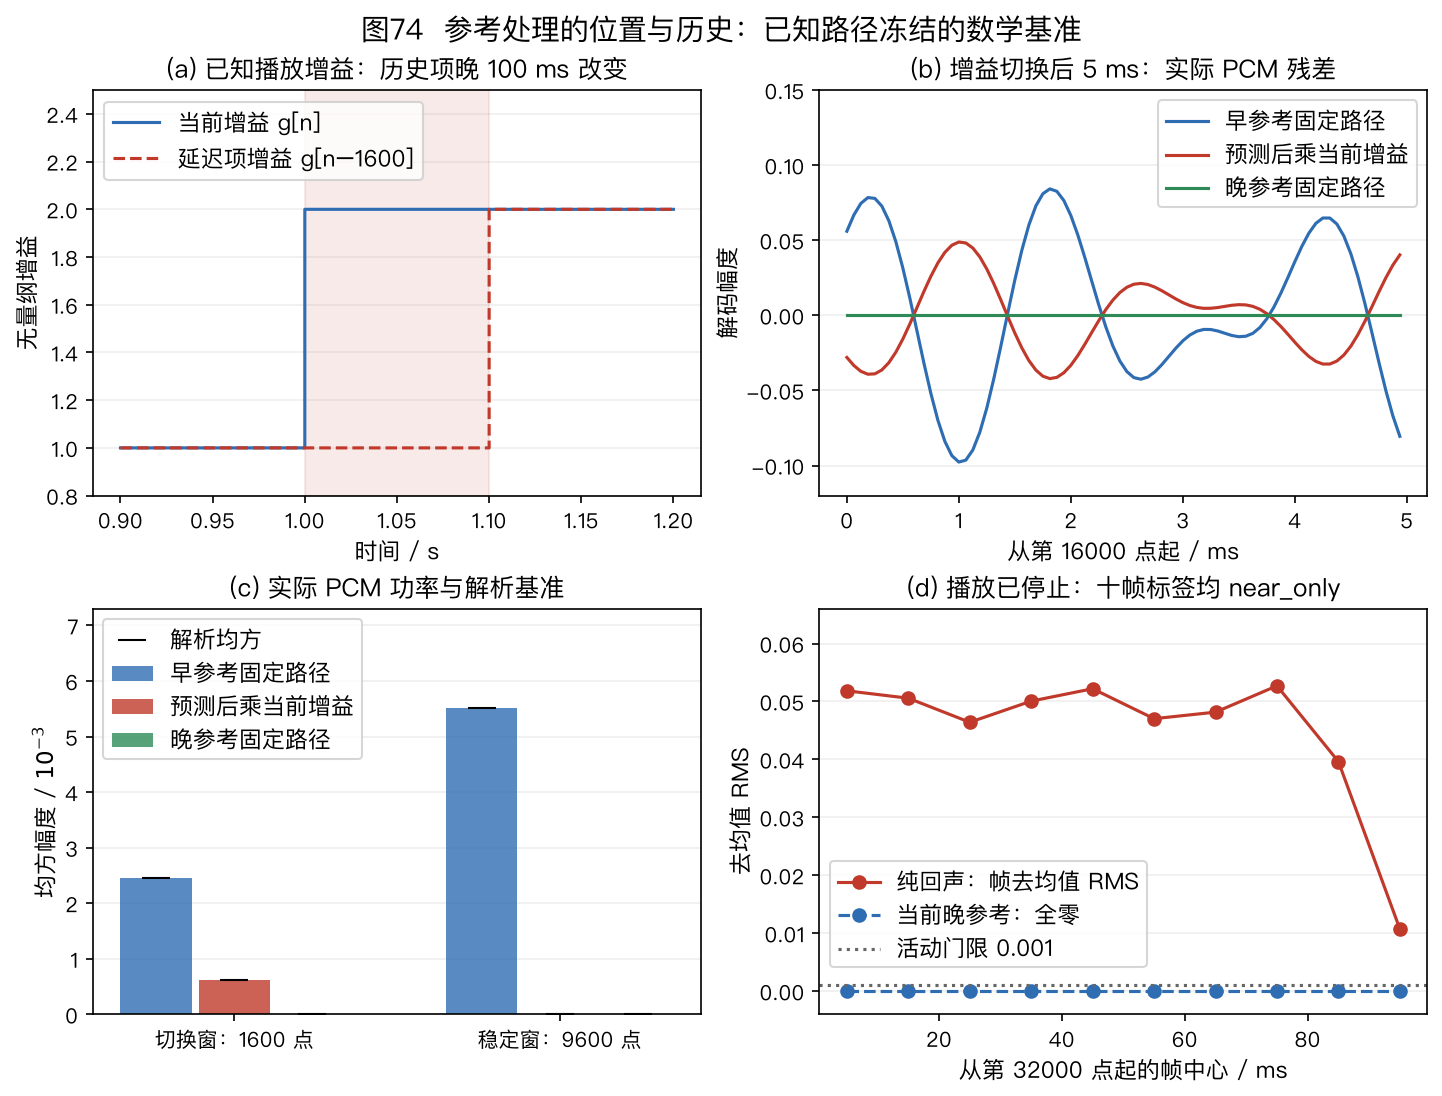 图74 参考处理的位置与历史：已知路径冻结的数学基准
(a) 已知播放增益：历史项晚 100 ms 改变
当前增益 g[n]
延迟项增益 g[n−1600]
无量纲增益
2.4
2.2
2.0
1.8
1.6
1.4
1.2
1.0
0.8
0.90 0.95 1.00 1.05 1.10 1.15 1.20
时间 / s
(b) 增益切换后 5 ms：实际 PCM 残差
早参考固定路径
预测后乘当前增益
晚参考固定路径
解码幅度
0.15
0.10
0.05
0.00
−0.05
−0.10
0 1 2 3 4 5
从第 16000 点起 / ms
(c) 实际 PCM 功率与解析基准
解析均方
早参考固定路径
预测后乘当前增益
晚参考固定路径
均方幅度 / 10⁻³
7
6
5
4
3
2
1
0
切换窗：1600 点 稳定窗：9600 点
(d) 播放已停止：十帧标签均 near_only
纯回声：帧去均值 RMS
当前晚参考：全零
活动门限 0.001
去均值 RMS
0.06
0.05
0.04
0.03
0.02
0.01
0.00
20 40 60 80
从第 32000 点起的帧中心 / ms